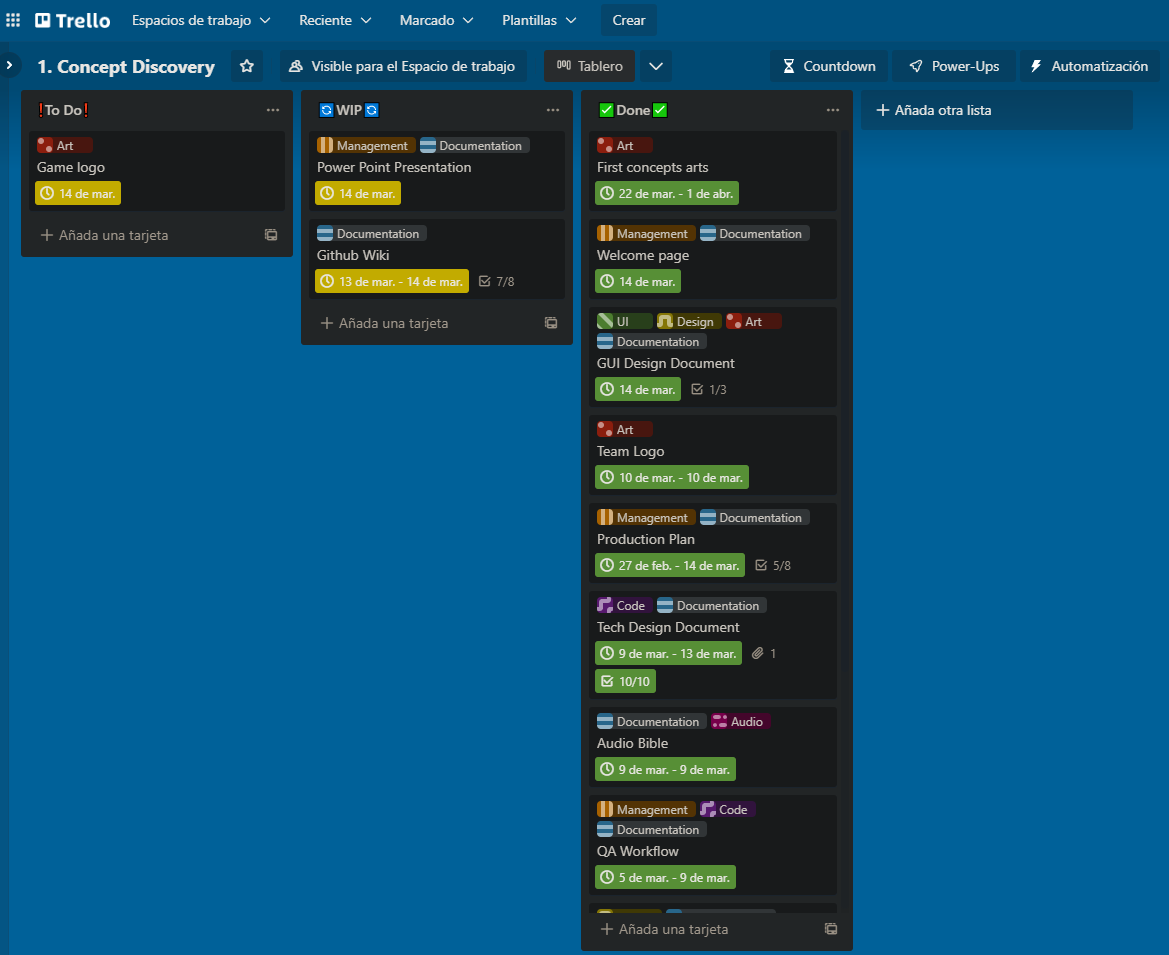 Trello
Espacios de trabajo
Reciente
Marcado
Plantillas
Crear
1. Concept Discovery
Visible para el Espacio de trabajo
Tablero
Countdown
Power-Ups
Automatización
❗To Do❗
Art
Game logo
14 de mar.
+ Añada una tarjeta
🔄WIP🔄
Management Documentation
Power Point Presentation
14 de mar.
Documentation
Github Wiki
13 de mar. - 14 de mar. 7/8
+ Añada una tarjeta
✅Done✅
Art
First concepts arts
22 de mar. - 1 de abr.
Management Documentation
Welcome page
14 de mar.
UI Design Art
Documentation
GUI Design Document
14 de mar. 1/3
Art
Team Logo
10 de mar. - 10 de mar.
Management Documentation
Production Plan
27 de feb. - 14 de mar. 5/8
Code Documentation
Tech Design Document
9 de mar. - 13 de mar. 1
10/10
Documentation Audio
Audio Bible
9 de mar. - 9 de mar.
Management Code
Documentation
QA Workflow
5 de mar. - 9 de mar.
+ Añada una tarjeta
+ Añada otra lista